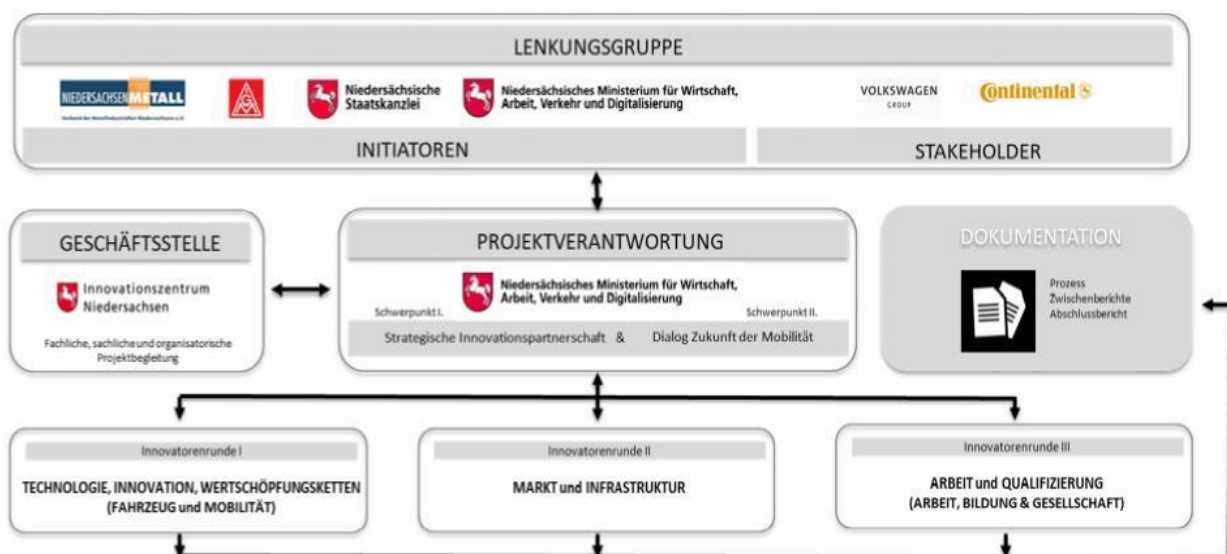 LENKUNGSGRUPPE
NIEDERSACHSENMETALL
Verband der Metallindustriellen Niedersachsens e.V.
IGM
Niedersächsische
Staatskanzlei
Niedersächsisches Ministerium für Wirtschaft,
Arbeit, Verkehr und Digitalisierung
VOLKSWAGEN
GROUP
Continental
INITIATOREN
STAKEHOLDER
GESCHÄFTSSTELLE
Innovationszentrum
Niedersachsen
Fachliche, sachliche und organisatorische
Projektbegleitung
PROJEKTVERANTWORTUNG
Niedersächsisches Ministerium für Wirtschaft,
Arbeit, Verkehr und Digitalisierung
Schwerpunkt I.
Schwerpunkt II.
Strategische Innovationspartnerschaft & Dialog Zukunft der Mobilität
DOKUMENTATION
Prozess
Zwischenberichte
Abschlussbericht
Innovatorenrunde I
TECHNOLOGIE, INNOVATION, WERTSCHÖPFUNGSKETTEN
(FAHRZEUG und MOBILITÄT)
Innovatorenrunde II
MARKT und INFRASTRUKTUR
Innovatorenrunde III
ARBEIT und QUALIFIZIERUNG
(ARBEIT, BILDUNG & GESELLSCHAFT)